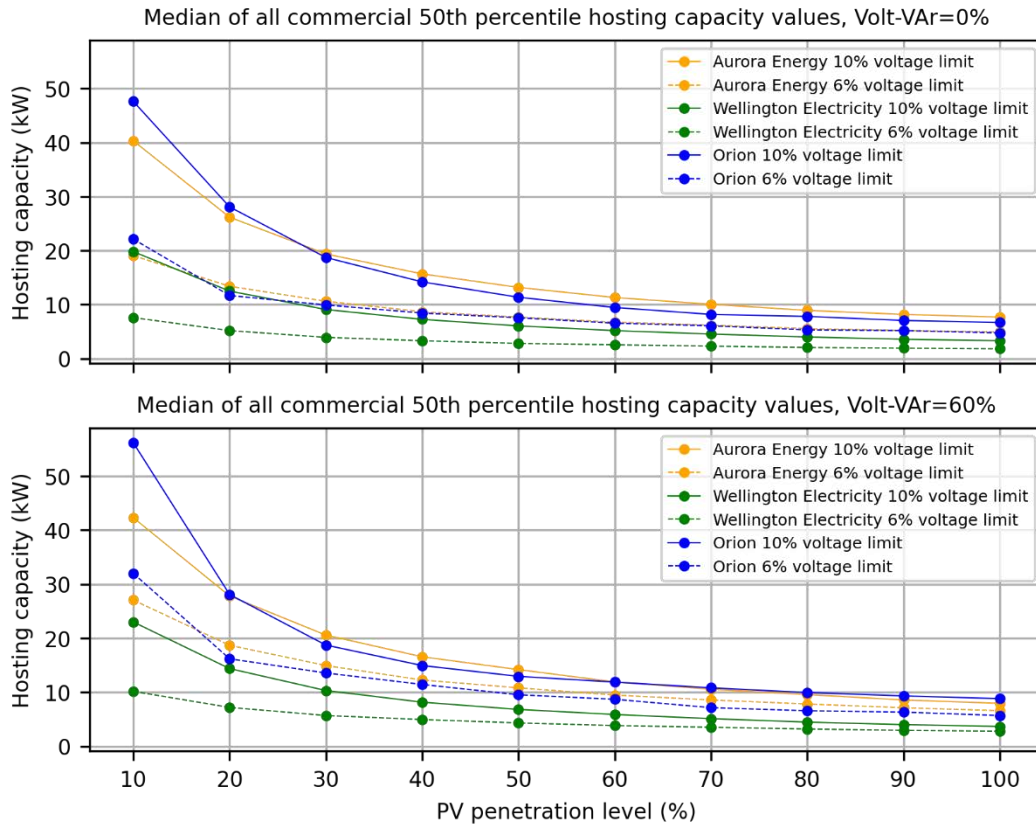 Median of all commercial 50th percentile hosting capacity values, Volt-VAr=0%
Hosting capacity (kW)
50
40
30
20
10
0
Aurora Energy 10% voltage limit
Aurora Energy 6% voltage limit
Wellington Electricity 10% voltage limit
Wellington Electricity 6% voltage limit
Orion 10% voltage limit
Orion 6% voltage limit
Median of all commercial 50th percentile hosting capacity values, Volt-VAr=60%
Hosting capacity (kW)
50
40
30
20
10
0
Aurora Energy 10% voltage limit
Aurora Energy 6% voltage limit
Wellington Electricity 10% voltage limit
Wellington Electricity 6% voltage limit
Orion 10% voltage limit
Orion 6% voltage limit
10 20 30 40 50 60 70 80 90 100
PV penetration level (%)